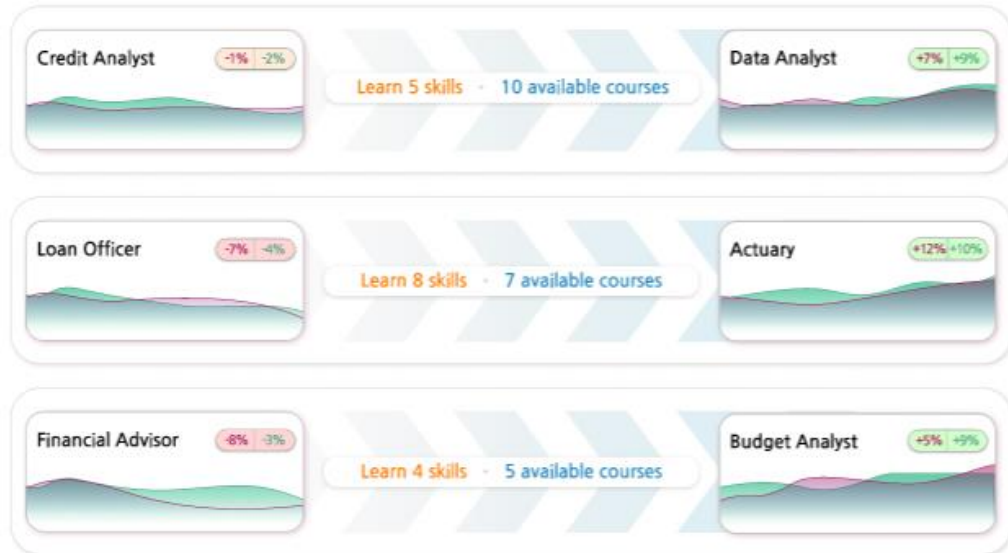 Credit Analyst -1% -2%
Learn 5 skills · 10 available courses
Data Analyst +7% +9%
Loan Officer -7% -4%
Learn 8 skills · 7 available courses
Actuary +12% +10%
Financial Advisor -8% -3%
Learn 4 skills · 5 available courses
Budget Analyst +5% +9%